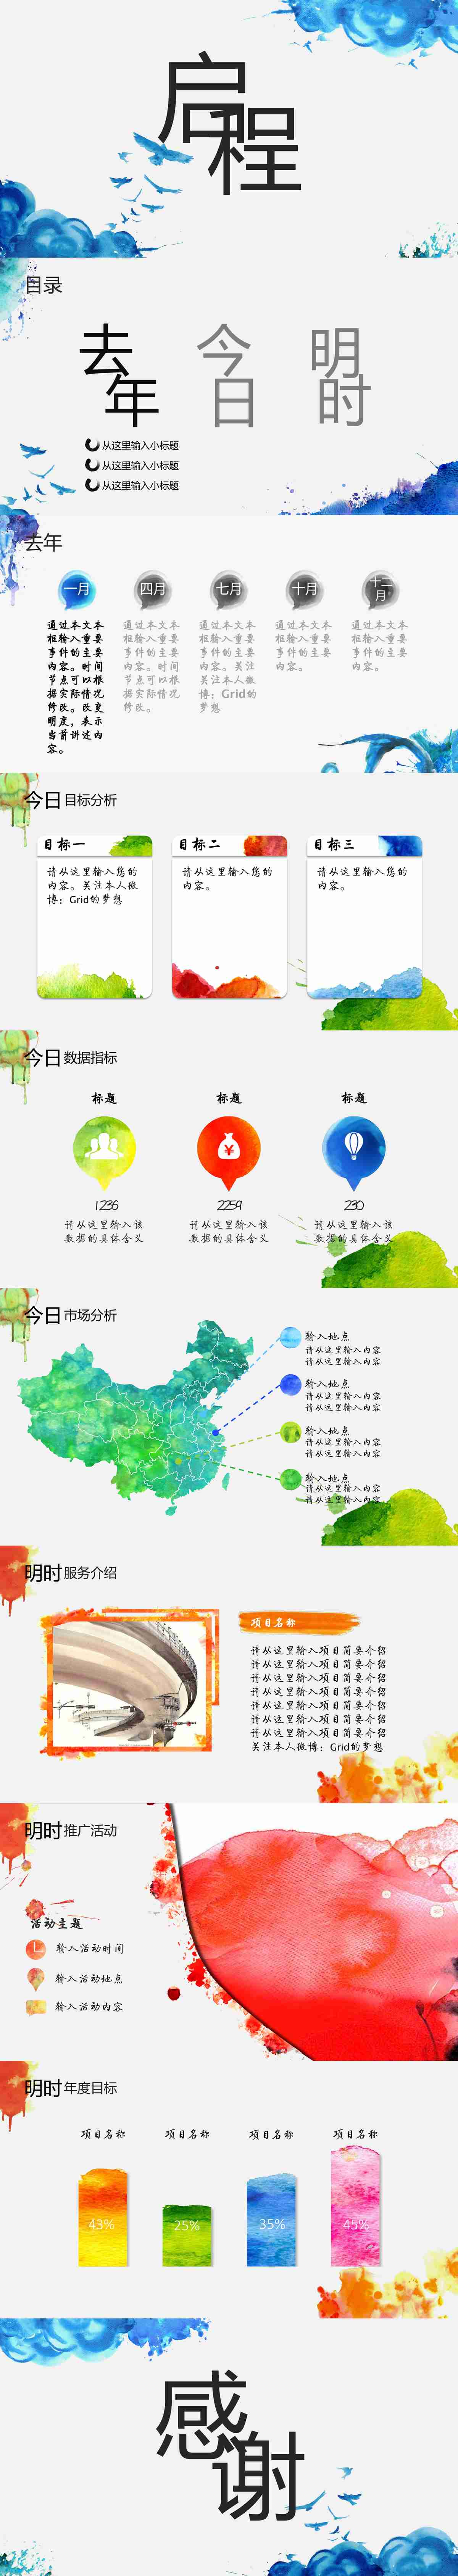 启程
目录
去年
今日
明时
从这里输入小标题
从这里输入小标题
从这里输入小标题
去年
一月
四月
七月
十月
十二月
通过本文本
框输入重要
事件的主要
内容。时间
节点可以根
据实际情况
修改。改变
明度，表示
当前讲述内
容。
通过本文本
框输入重要
事件的主要
内容。时间
节点可以根
据实际情况
修改。
通过本文本
框输入重要
事件的主要
内容。关注
关注本人微
博：Grid的
梦想
通过本文本
框输入重要
事件的主要
内容。
通过本文本
框输入重要
事件的主要
内容。
今日 目标分析
目标一
请从这里输入您的
内容。关注本人微
博：Grid的梦想
目标二
请从这里输入您的
内容。
目标三
请从这里输入您的
内容。
今日 数据指标
标题
标题
标题
1236
2259
230
请从这里输入该
数据的具体含义
请从这里输入该
数据的具体含义
请从这里输入该
数据的具体含义
今日 市场分析
输入地点
请从这里输入内容
请从这里输入内容
输入地点
请从这里输入内容
请从这里输入内容
输入地点
请从这里输入内容
请从这里输入内容
输入地点
请从这里输入内容
请从这里输入内容
明时 服务介绍
项目名称
请从这里输入项目简要介绍
请从这里输入项目简要介绍
请从这里输入项目简要介绍
请从这里输入项目简要介绍
请从这里输入项目简要介绍
请从这里输入项目简要介绍
请从这里输入项目简要介绍
关注本人微博：Grid的梦想
明时 推广活动
活动主题
输入活动时间
输入活动地点
输入活动内容
明时 年度目标
项目名称
项目名称
项目名称
项目名称
43%
25%
35%
45%
感谢